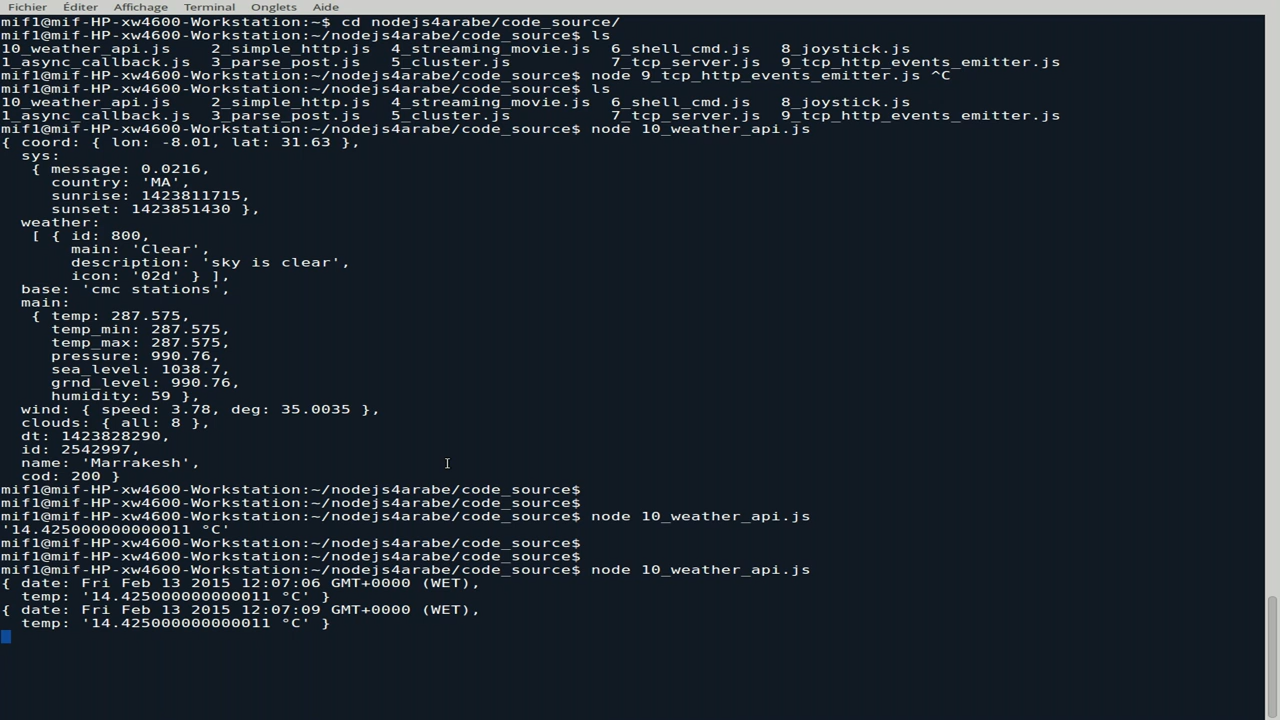 Fichier Éditer Affichage Terminal Onglets Aide
mif1@mif-HP-xw4600-Workstation:~$ cd nodejs4arabe/code_source/
mif1@mif-HP-xw4600-Workstation:~/nodejs4arabe/code_source$ ls
10_weather_api.js 2_simple_http.js 4_streaming_movie.js 6_shell_cmd.js 8_joystick.js
1_async_callback.js 3_parse_post.js 5_cluster.js 7_tcp_server.js 9_tcp_http_events_emitter.js
mif1@mif-HP-xw4600-Workstation:~/nodejs4arabe/code_source$ node 9_tcp_http_events_emitter.js ^C
mif1@mif-HP-xw4600-Workstation:~/nodejs4arabe/code_source$ ls
10_weather_api.js 2_simple_http.js 4_streaming_movie.js 6_shell_cmd.js 8_joystick.js
1_async_callback.js 3_parse_post.js 5_cluster.js 7_tcp_server.js 9_tcp_http_events_emitter.js
mif1@mif-HP-xw4600-Workstation:~/nodejs4arabe/code_source$ node 10_weather_api.js
{ coord: { lon: -8.01, lat: 31.63 },
sys:
{ message: 0.0216,
country: 'MA',
sunrise: 1423811715,
sunset: 1423851430 },
weather:
[ { id: 800,
main: 'Clear',
description: 'sky is clear',
icon: '02d' } ],
base: 'cmc stations',
main:
{ temp: 287.575,
temp_min: 287.575,
temp_max: 287.575,
pressure: 990.76,
sea_level: 1038.7,
grnd_level: 990.76,
humidity: 59 },
wind: { speed: 3.78, deg: 35.0035 },
clouds: { all: 8 },
dt: 1423828290,
id: 2542997,
name: 'Marrakesh',
cod: 200 }
mif1@mif-HP-xw4600-Workstation:~/nodejs4arabe/code_source$
mif1@mif-HP-xw4600-Workstation:~/nodejs4arabe/code_source$
mif1@mif-HP-xw4600-Workstation:~/nodejs4arabe/code_source$ node 10_weather_api.js
'14.425000000000011 °C'
mif1@mif-HP-xw4600-Workstation:~/nodejs4arabe/code_source$
mif1@mif-HP-xw4600-Workstation:~/nodejs4arabe/code_source$
mif1@mif-HP-xw4600-Workstation:~/nodejs4arabe/code_source$ node 10_weather_api.js
{ date: Fri Feb 13 2015 12:07:06 GMT+0000 (WET),
temp: '14.425000000000011 °C' }
{ date: Fri Feb 13 2015 12:07:09 GMT+0000 (WET),
temp: '14.425000000000011 °C' }